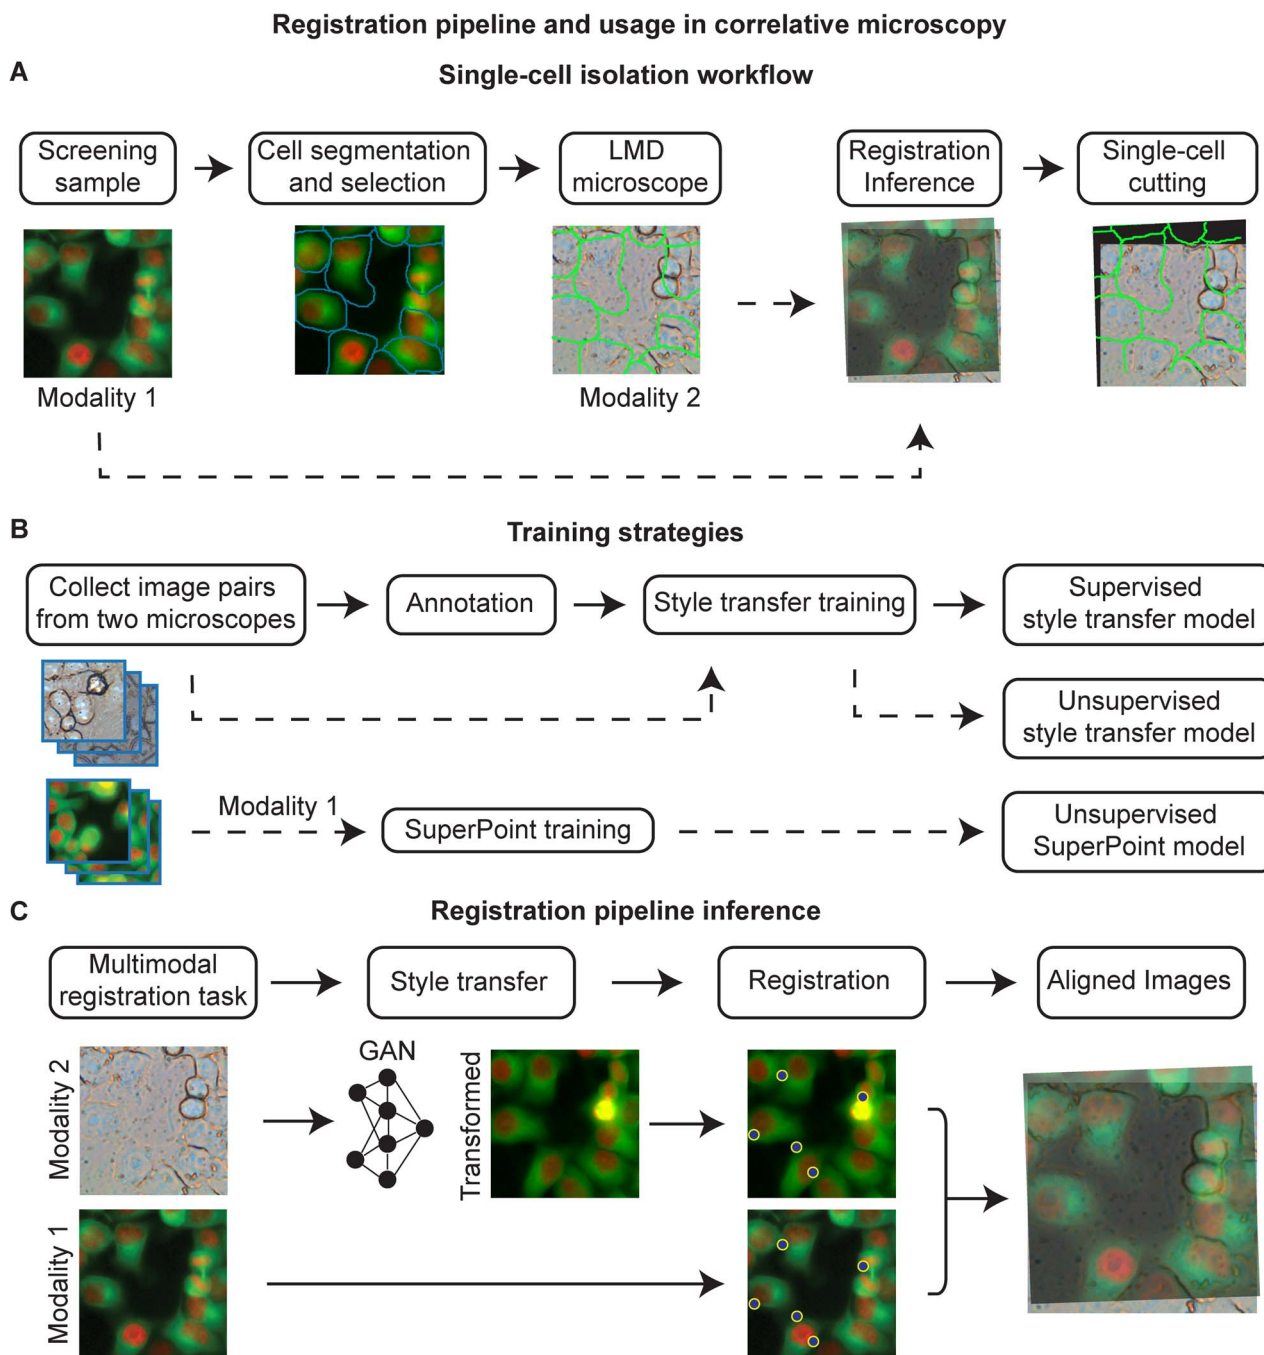 Registration pipeline and usage in correlative microscopy
A
Single-cell isolation workflow
Screening
sample
Cell segmentation
and selection
LMD
microscope
Registration
Inference
Single-cell
cutting
Modality 1
Modality 2
B
Training strategies
Collect image pairs
from two microscopes
Annotation
Style transfer training
Supervised
style transfer model
Unsupervised
style transfer model
Modality 1
SuperPoint training
Unsupervised
SuperPoint model
C
Registration pipeline inference
Multimodal
registration task
Style transfer
Registration
Aligned Images
Modality 2
GAN
Transformed
Modality 1